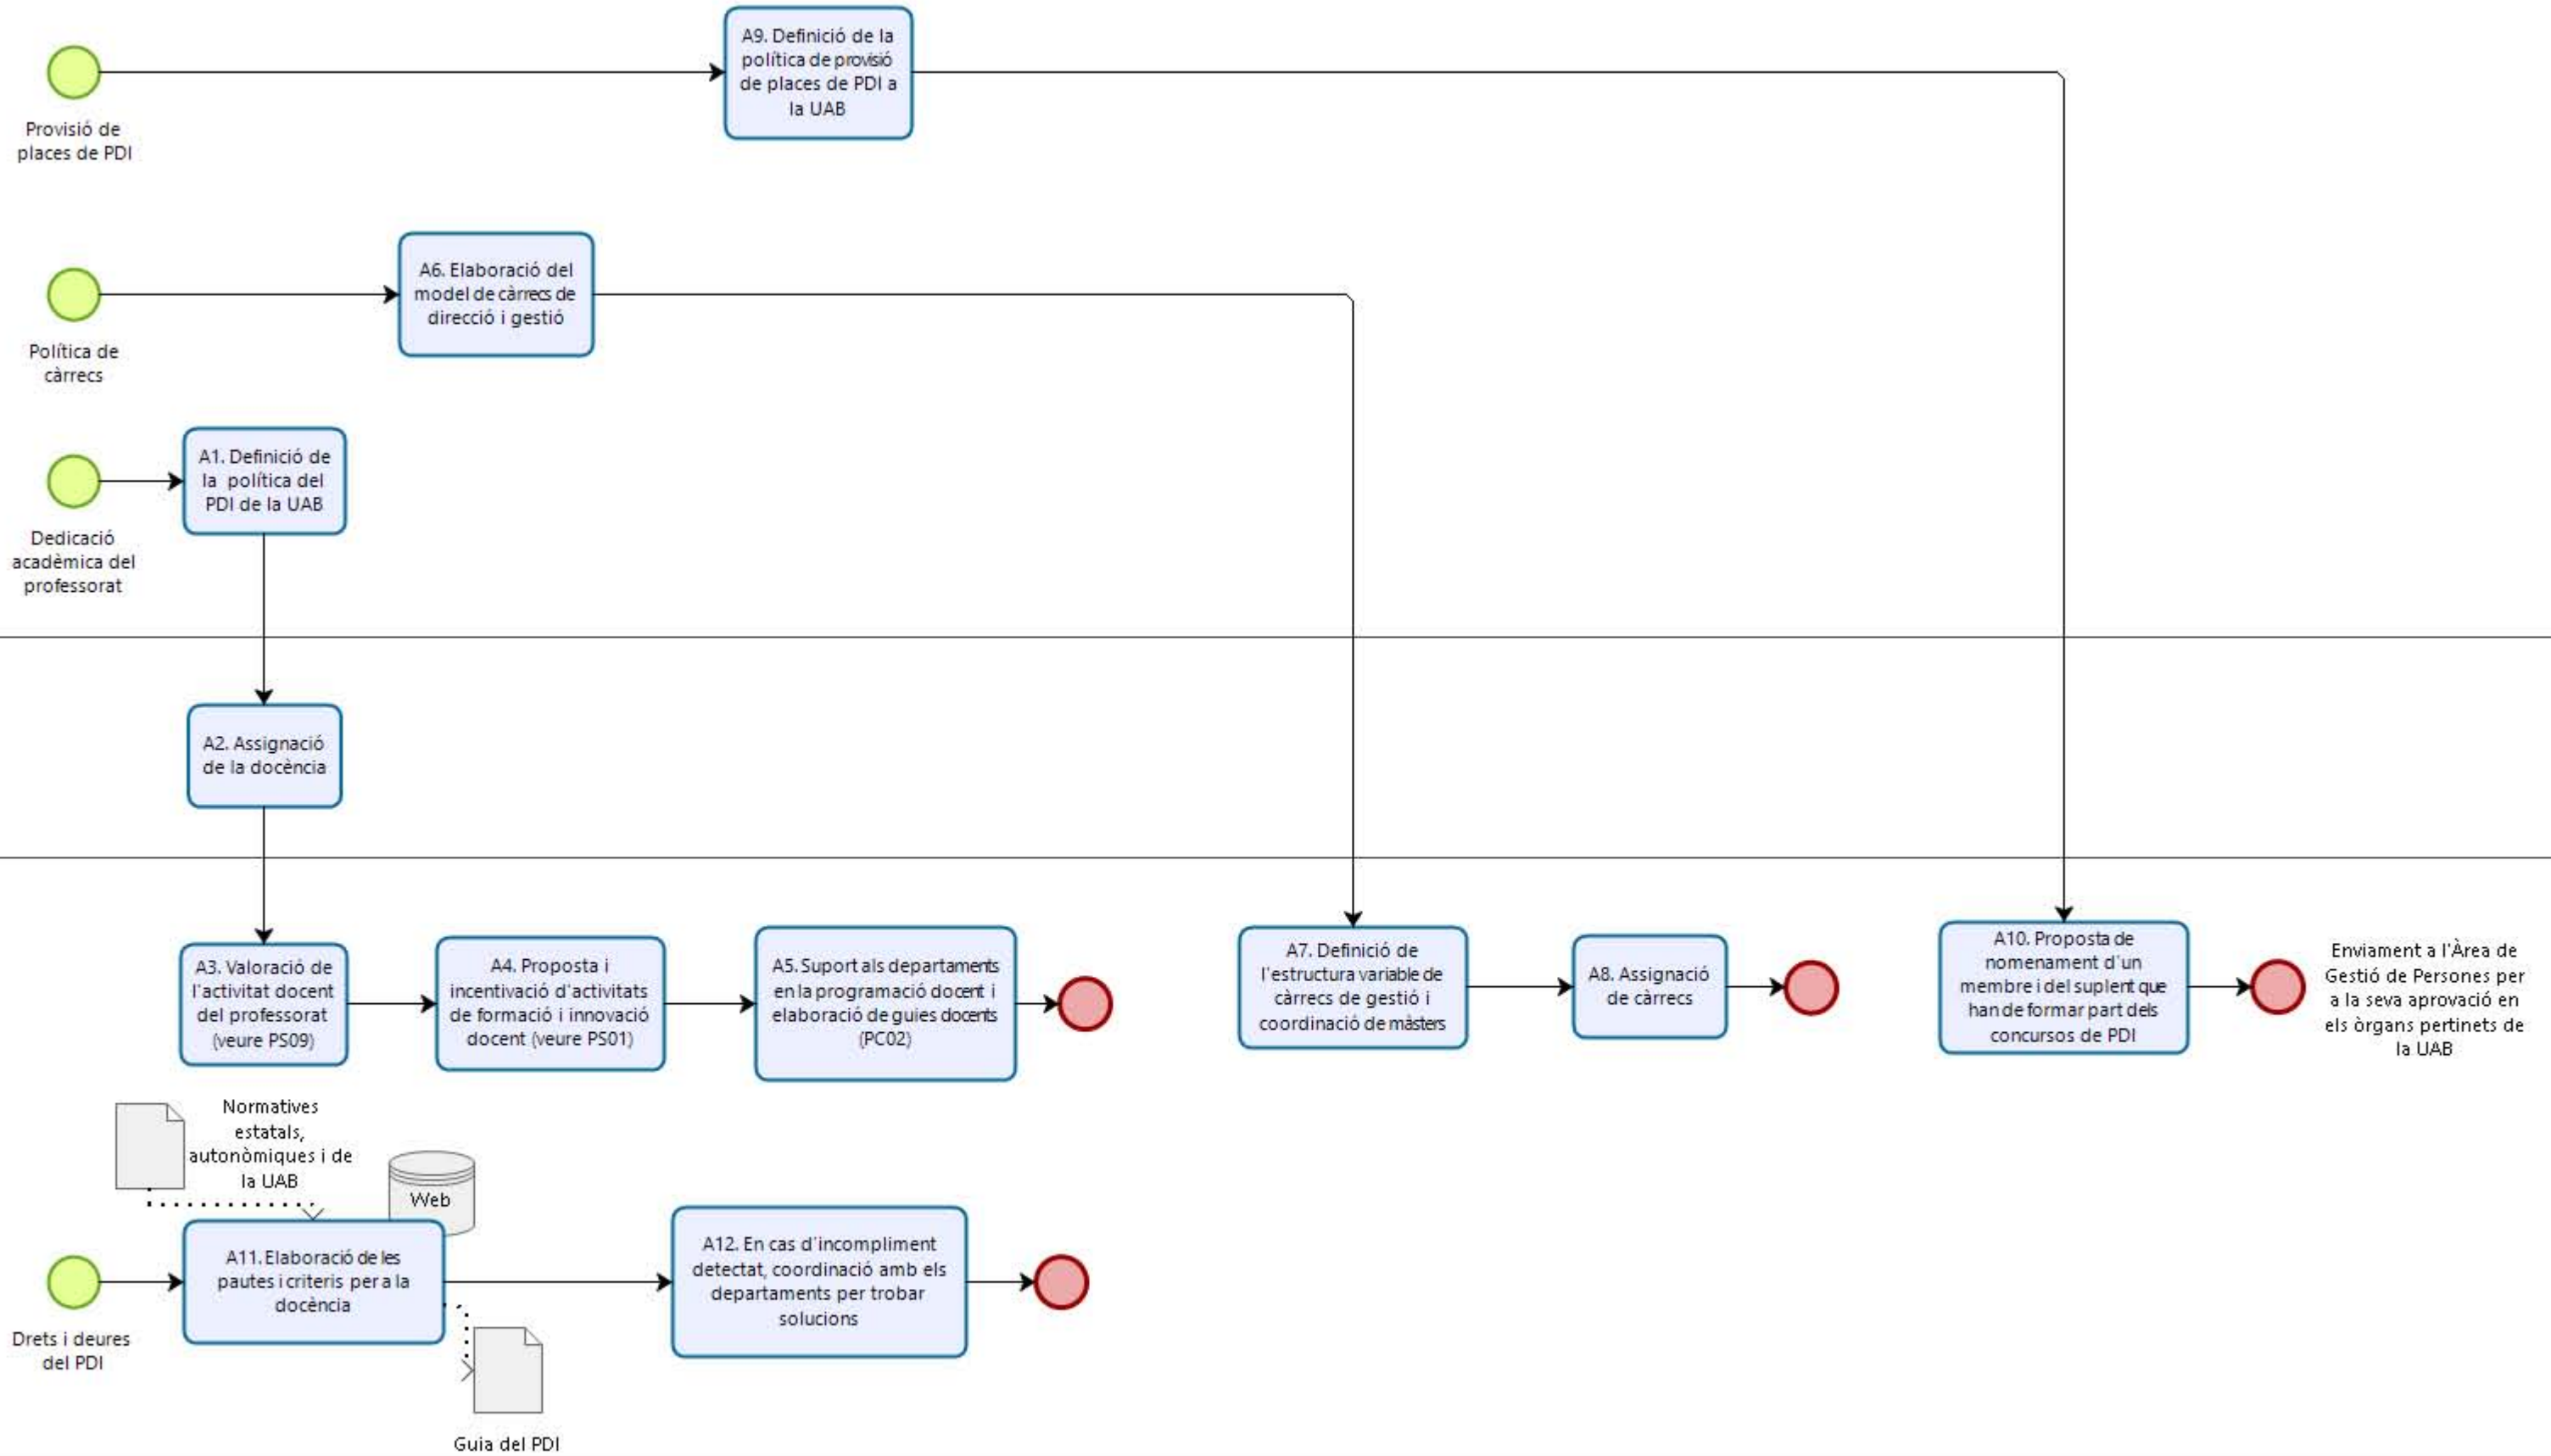 A9. Definició de la
política de provisió
de places de PDI a
la UAB
Provisió de
places de PDI
A6. Elaboració del
model de càrrecs de
direcció i gestió
Política de
càrrecs
A1. Definició de
la política del
PDI de la UAB
Dedicació
acadèmica del
professorat
A2. Assignació
de la docència
A3. Valoració de
l'activitat docent
del professorat
(veure PS09)
A4. Proposta i
incentivació d'activitats
de formació i innovació
docent (veure PS01)
A5. Suport als departaments
en la programació docent i
elaboració de guies docents
(PC02)
A7. Definició de
l'estructura variable de
càrrecs de gestió i
coordinació de màsters
A8. Assignació
de càrrecs
A10. Proposta de
nomenament d'un
membre i del suplent que
han de formar part dels
concursos de PDI
Enviament a l'Àrea de
Gestió de Persones per
a la seva aprovació en
els òrgans pertinets de
la UAB
Normatives
estatals,
autonòmiques i de
la UAB
Web
A11. Elaboració de les
pautes i criteris per a la
docència
A12. En cas d'incompliment
detectat, coordinació amb els
departaments per trobar
solucions
Drets i deures
del PDI
Guia del PDI